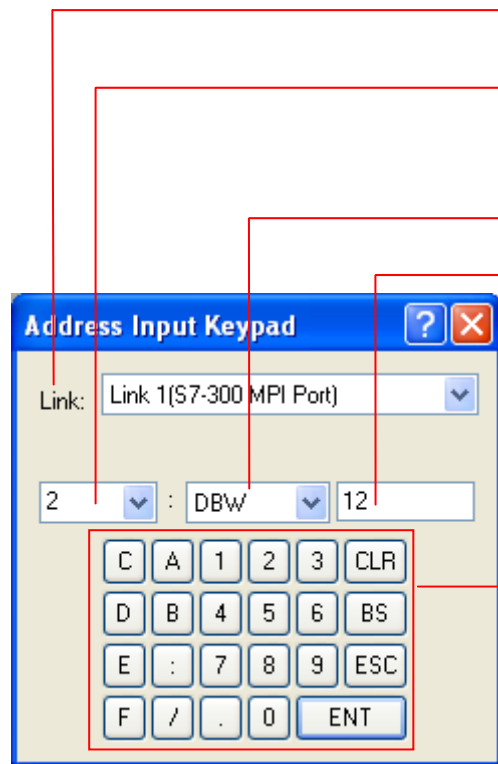 Address Input Keypad ?
Link: Link 1(S7-300 MPI Port)
2 : DBW 12
C A 1 2 3 CLR
D B 4 5 6 BS
E : 7 8 9 ESC
F / . 0 ENT